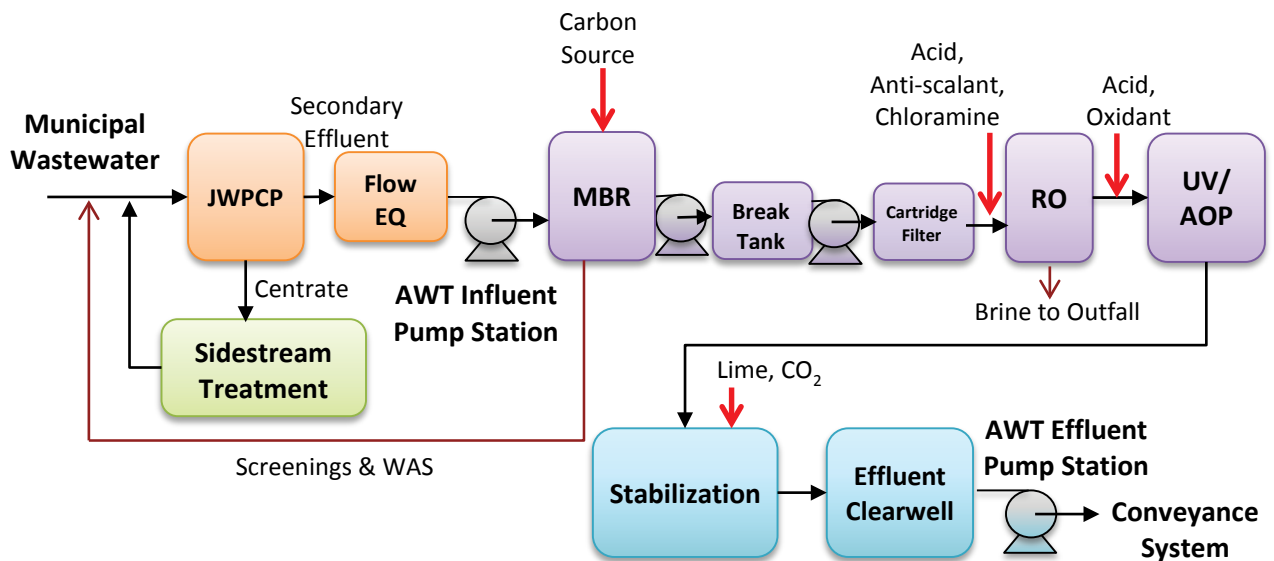 Municipal
Wastewater
JWPCP
Secondary
Effluent
Flow
EQ
Centrate
Sidestream
Treatment
AWT Influent
Pump Station
Carbon
Source
MBR
Screenings & WAS
Break
Tank
Cartridge
Filter
Acid,
Anti-scalant,
Chloramine
RO
Brine to Outfall
Acid,
Oxidant
UV/
AOP
Lime, CO₂
Stabilization
Effluent
Clearwell
AWT Effluent
Pump Station
Conveyance
System